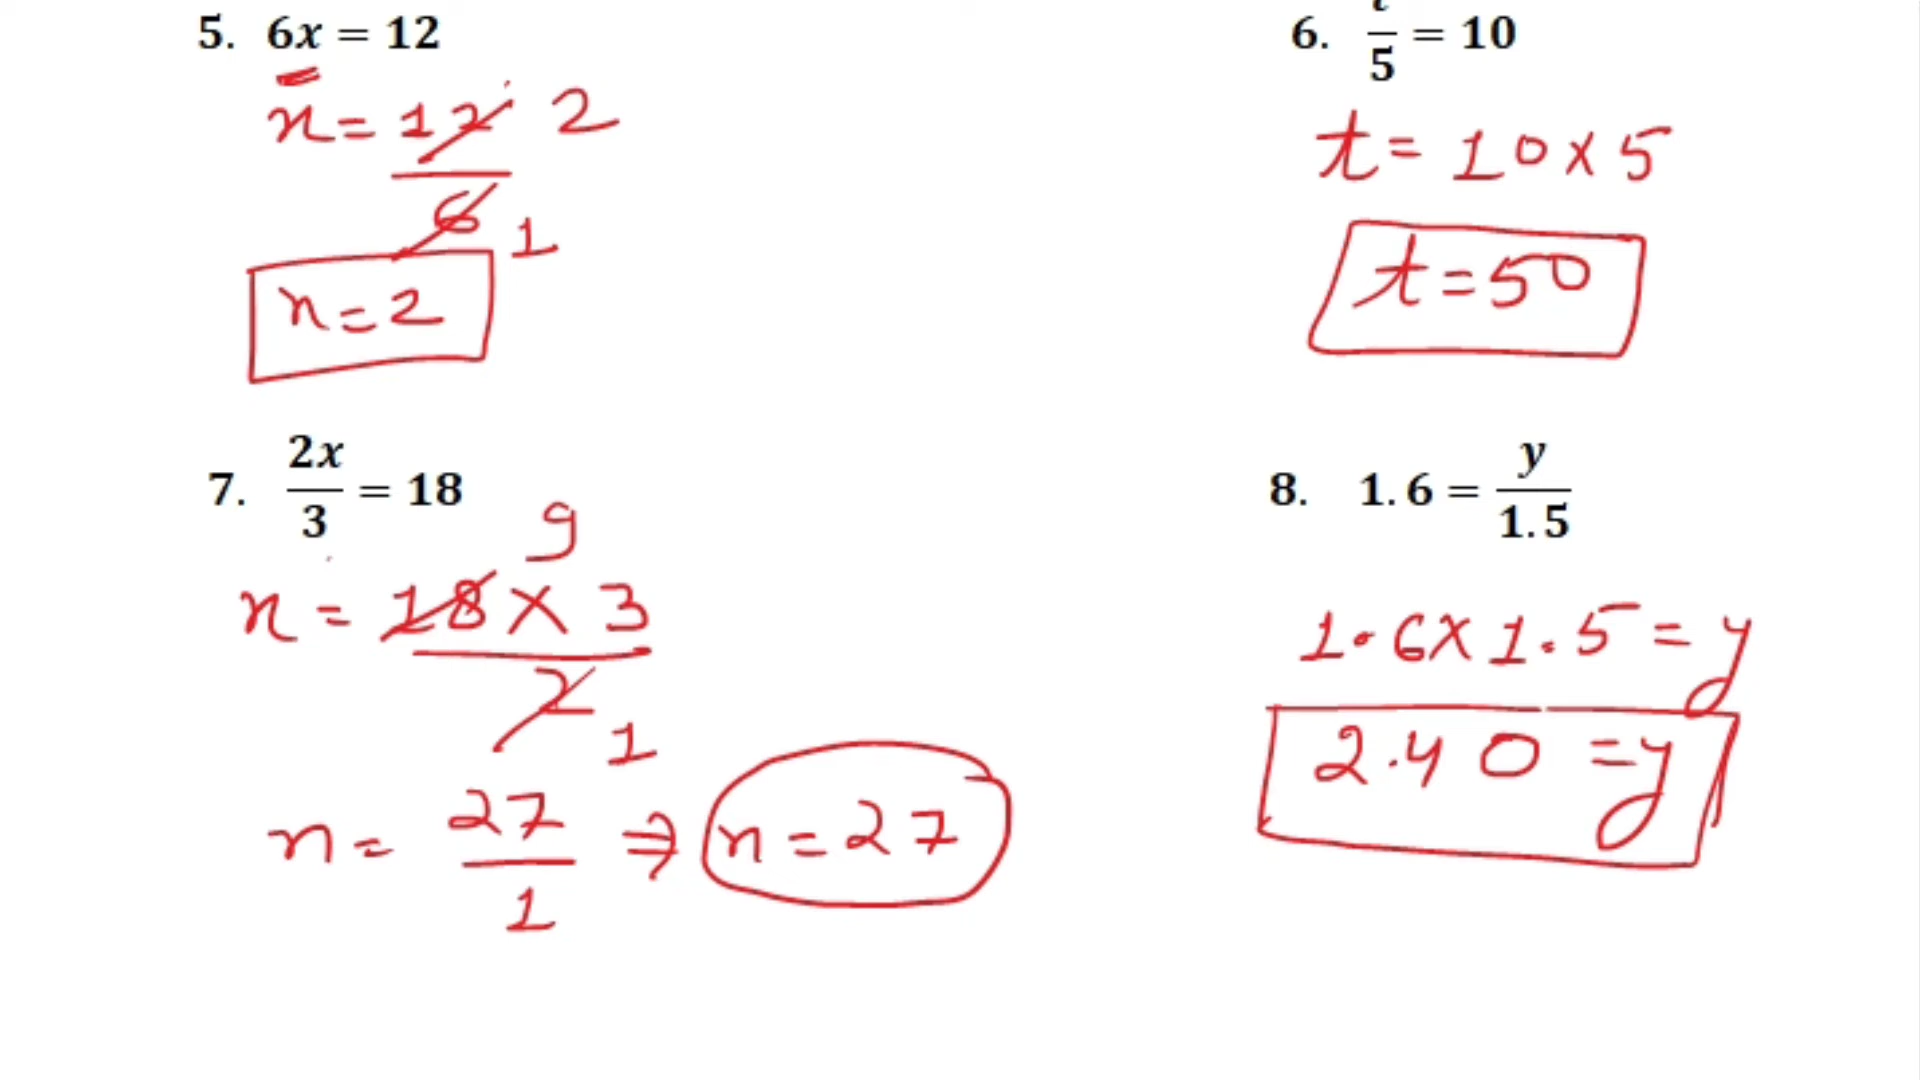 5. 6x = 12
x = 12 2
6 1
x = 2
6. t/5 = 10
t = 10 x 5
t = 50
7. 2x/3 = 18
9
x = 18 x 3
2 1
x = 27/1 ⇒ x = 27
8. 1.6 = y/1.5
1.6 x 1.5 = y
2.40 = y